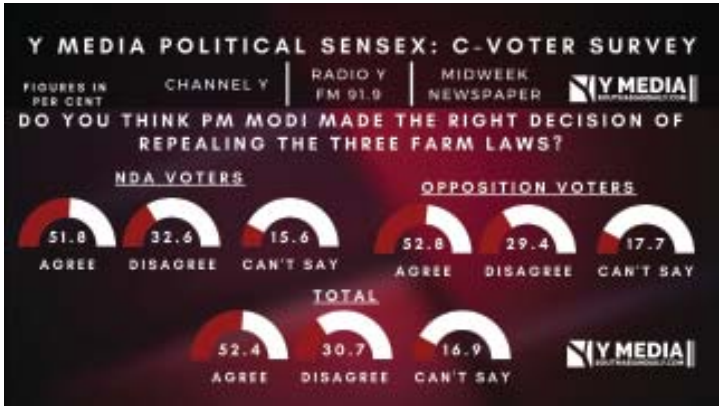 Y MEDIA POLITICAL SENSEX: C-VOTER SURVEY
FIGURES IN
PER CENT
CHANNEL Y
RADIO Y
FM 91.9
MIDWEEK
NEWSPAPER
Y MEDIA
DO YOU THINK PM MODI MADE THE RIGHT DECISION OF
REPEALING THE THREE FARM LAWS?
NDA VOTERS
51.8 32.6 15.6
AGREE DISAGREE CAN'T SAY
OPPOSITION VOTERS
52.8 29.4 17.7
AGREE DISAGREE CAN'T SAY
TOTAL
52.4 30.7 16.9
AGREE DISAGREE CAN'T SAY
Y MEDIA